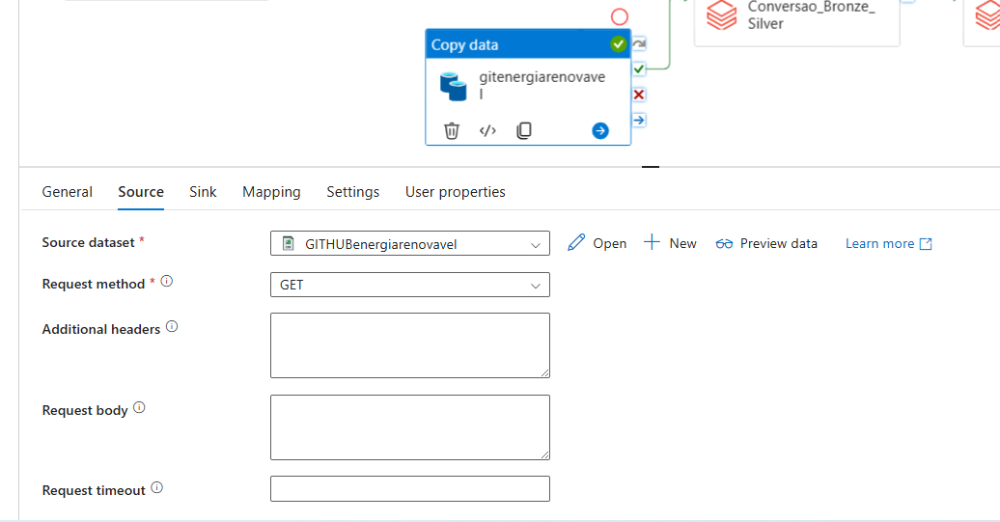 Conversao_Bronze_
Silver
Copy data
gitenergiarenovave
l
</>
General
Source
Sink
Mapping
Settings
User properties
Source dataset *
GITHUBenergiarenovavel
Open
New
Preview data
Learn more
Request method *
GET
Additional headers
Request body
Request timeout